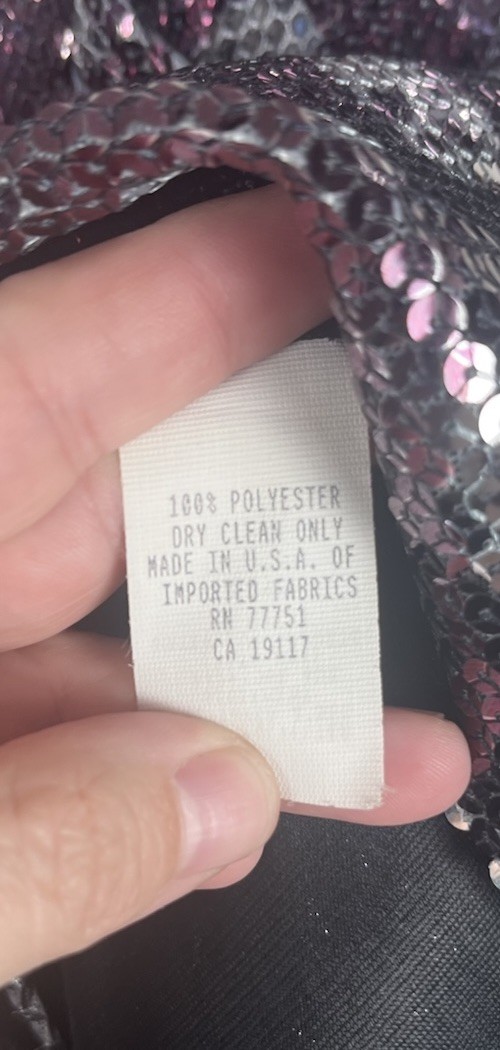 100% POLYESTER
DRY CLEAN ONLY
MADE IN U.S.A. OF
IMPORTED FABRICS
RN 77751
CA 19117